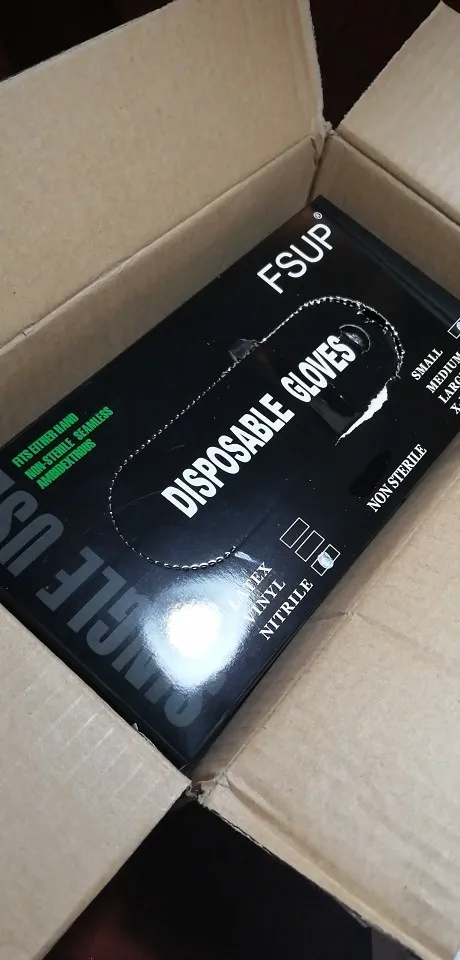 FSUP®
DISPOSABLE GLOVES
FITS EITHER HAND
NON-STERILE SEAMLESS
AMBIDEXTROUS
SINGLE USE
VINYL
NITRILE
NON STERILE
SMALL
MEDIUM